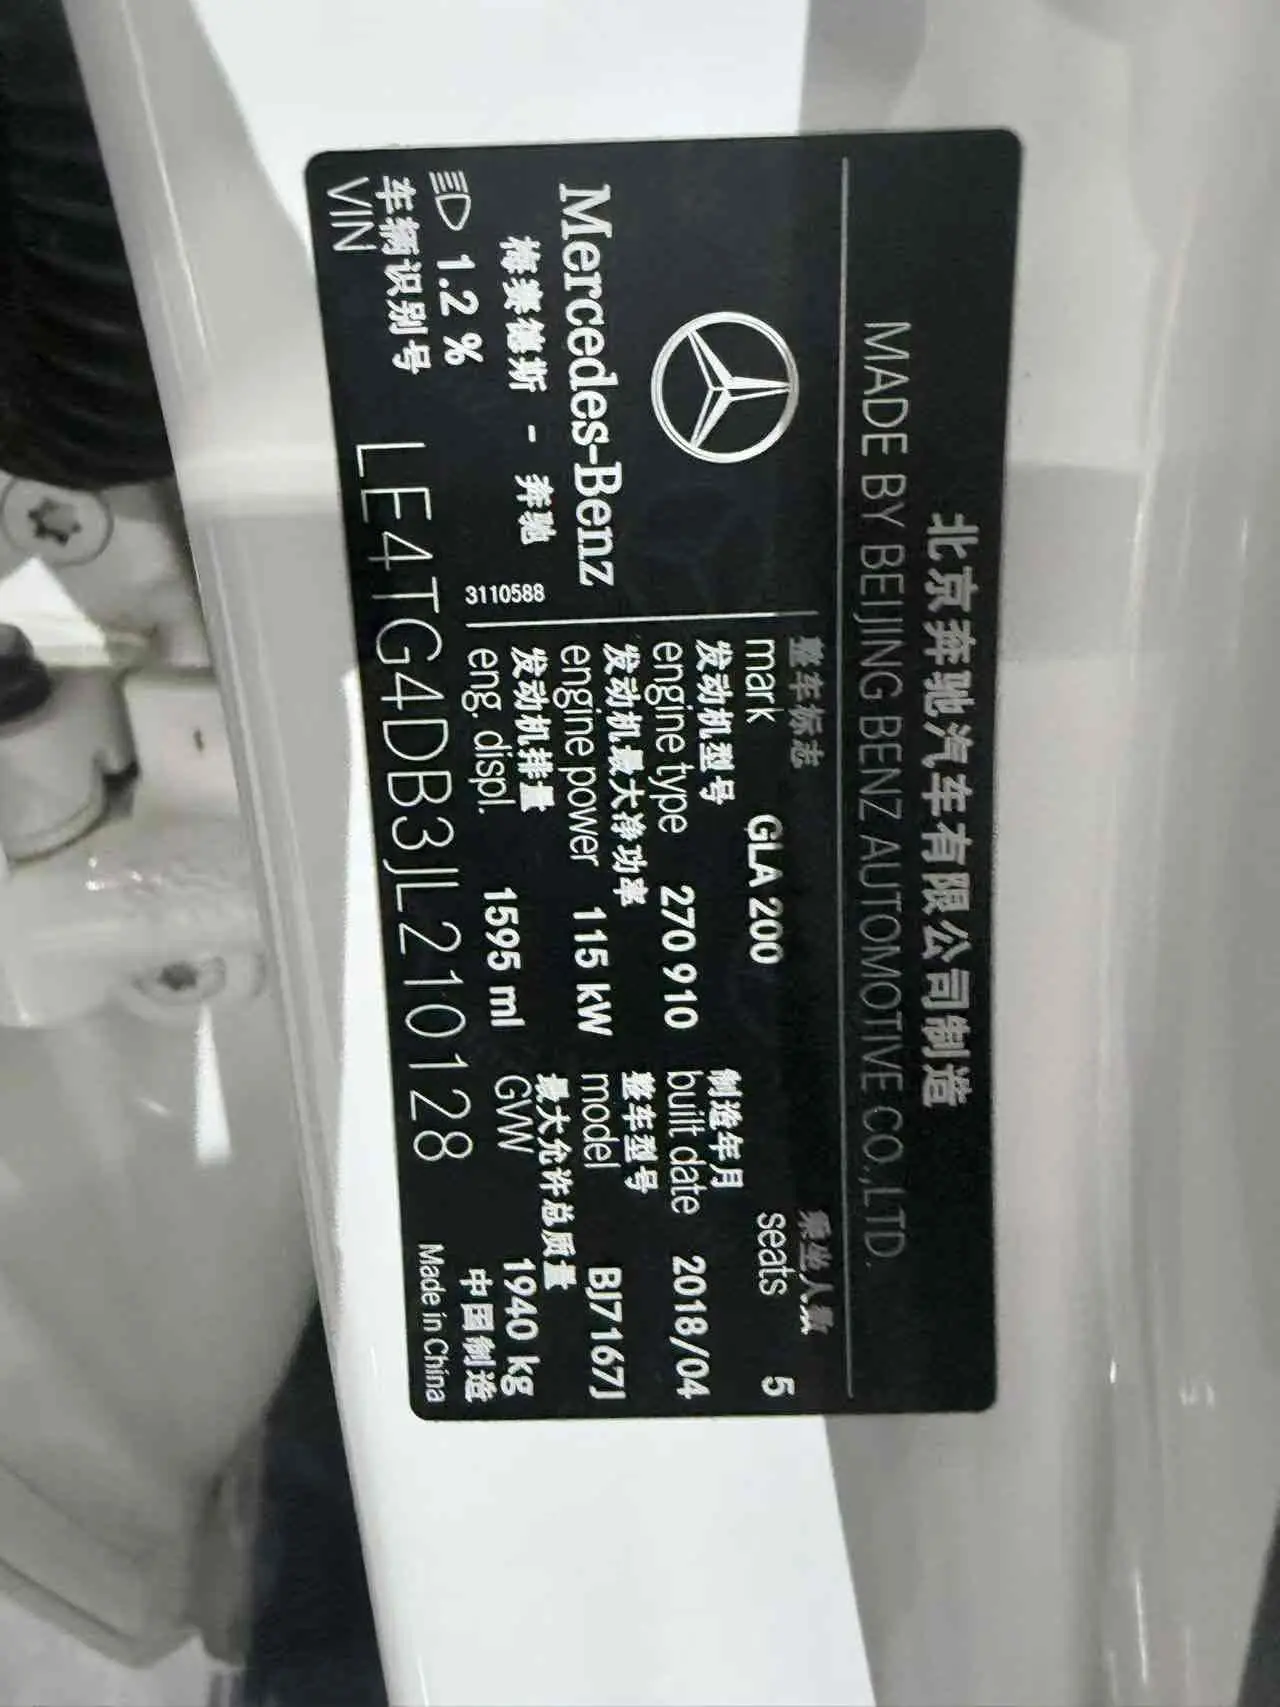 北京奔驰汽车有限公司制造
MADE BY BEIJING BENZ AUTOMOTIVE CO.,LTD.
Mercedes-Benz
梅赛德斯 - 奔驰
3110588
整车标志
mark GLA 200
乘坐人数
seats 5
发动机型号
engine type 270 910
制造年月
built date 2018/04
发动机最大净功率
engine power 115 kW
整车型号
model BJ7167J
发动机排量
eng. displ. 1595 ml
最大允许总质量
GVW 1940 kg
1.2 %
车辆识别号
VIN LE4TG4DB3JL210128
中国制造
Made in China